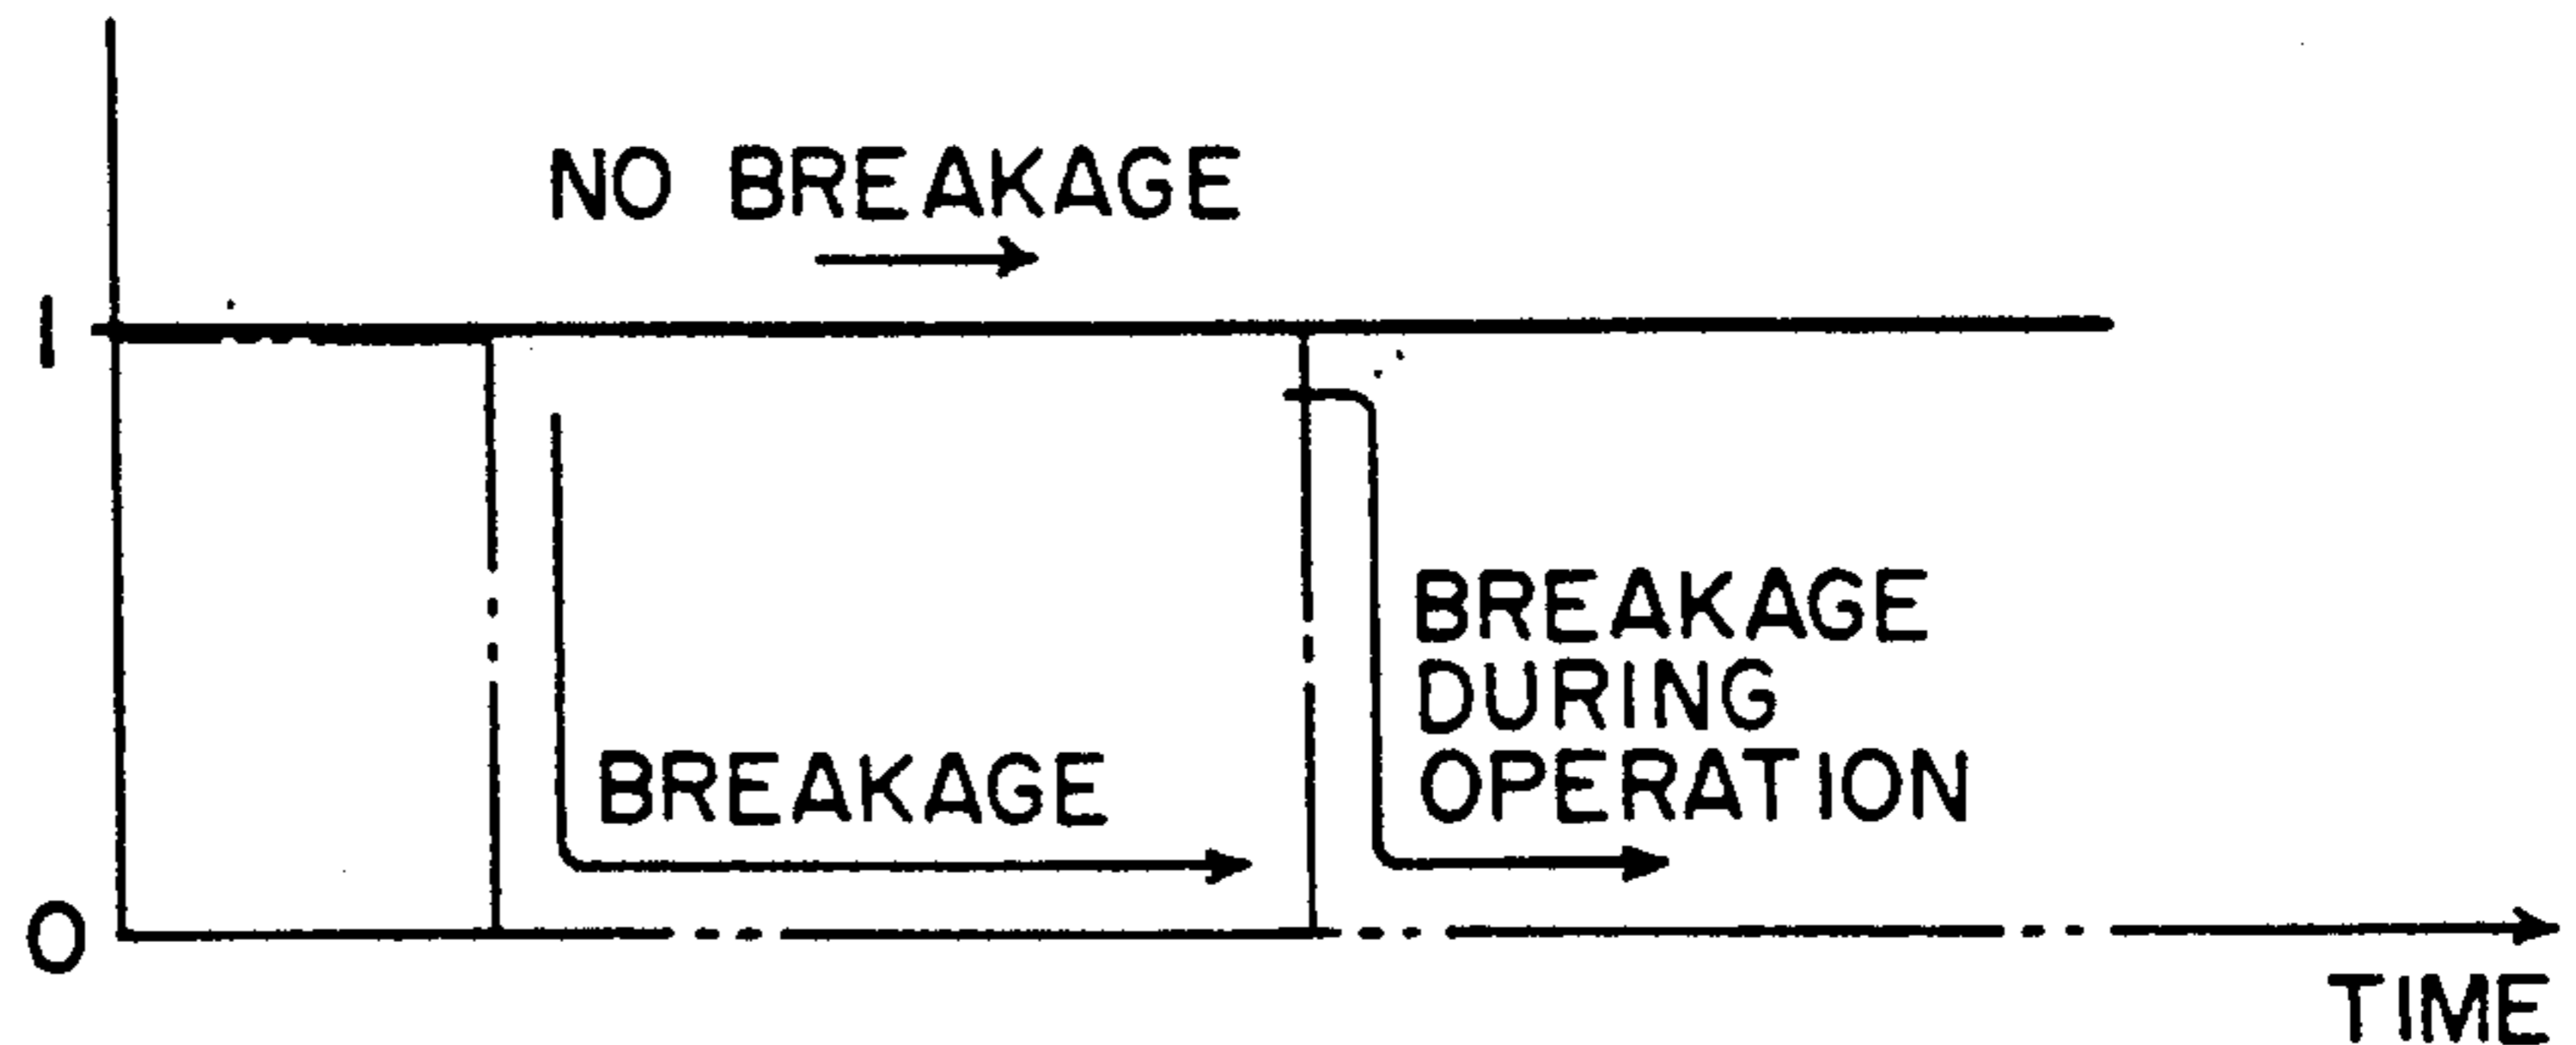 NO BREAKAGE
1
BREAKAGE
DURING
OPERATION
BREAKAGE
0
TIME